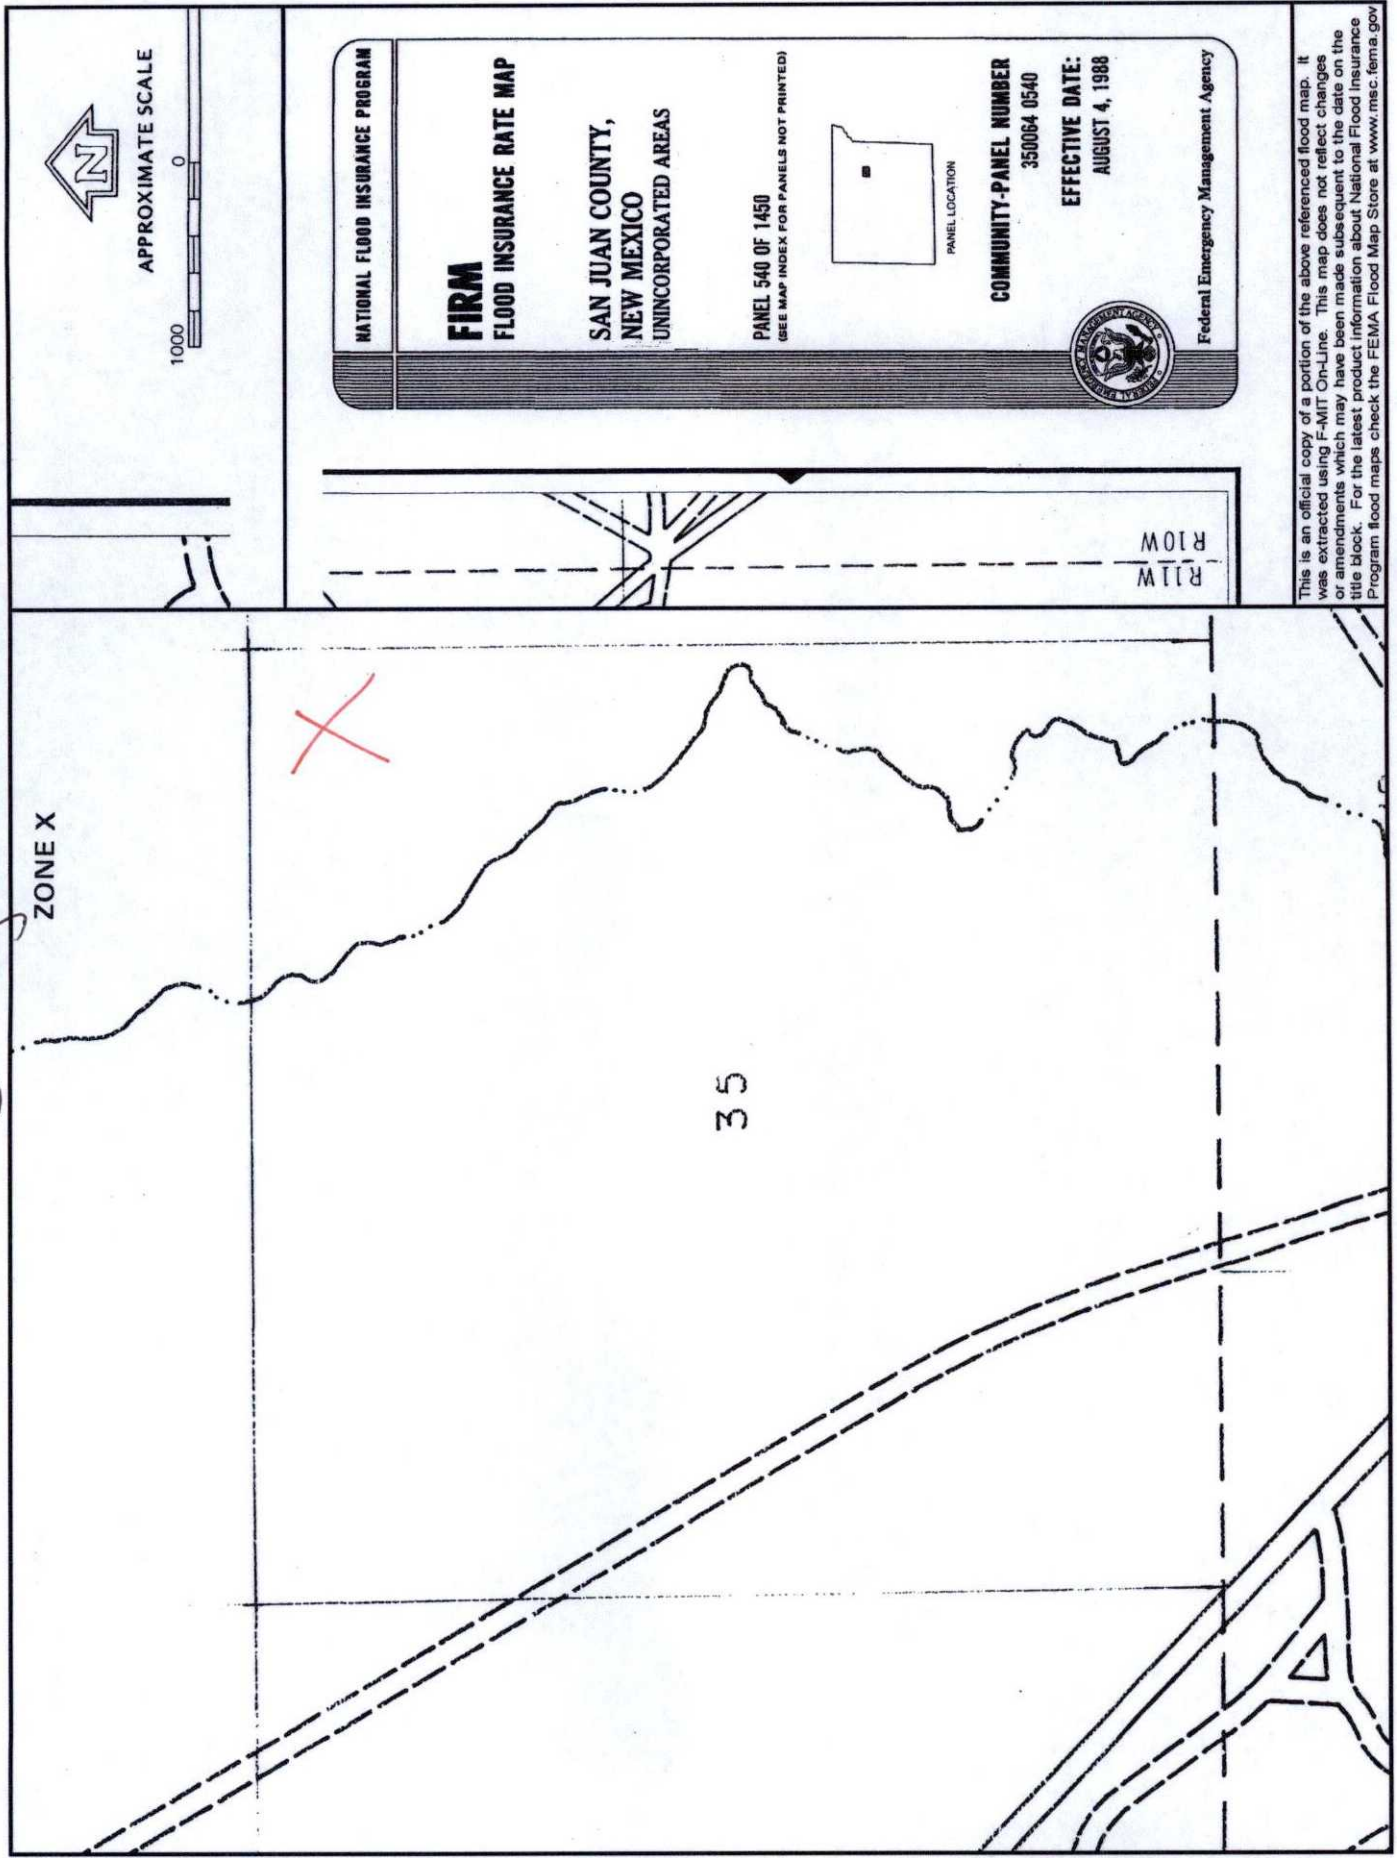 APPROXIMATE SCALE
1000 0
N
NATIONAL FLOOD INSURANCE PROGRAM
FIRM
FLOOD INSURANCE RATE MAP
SAN JUAN COUNTY,
NEW MEXICO
UNINCORPORATED AREAS
PANEL 540 OF 1450
(SEE MAP INDEX FOR PANELS NOT PRINTED)
PANEL LOCATION
COMMUNITY-PANEL NUMBER
350064 0540
EFFECTIVE DATE:
AUGUST 4, 1988
Federal Emergency Management Agency
This is an official copy of a portion of the above referenced flood map. It
was extracted using F-MIT On-Line. This map does not reflect changes
or amendments which may have been made subsequent to the date on the
title block. For the latest product information about National Flood Insurance
Program flood maps check the FEMA Flood Map Store at www.msc.fema.gov
R11W
R10W
ZONE X
35